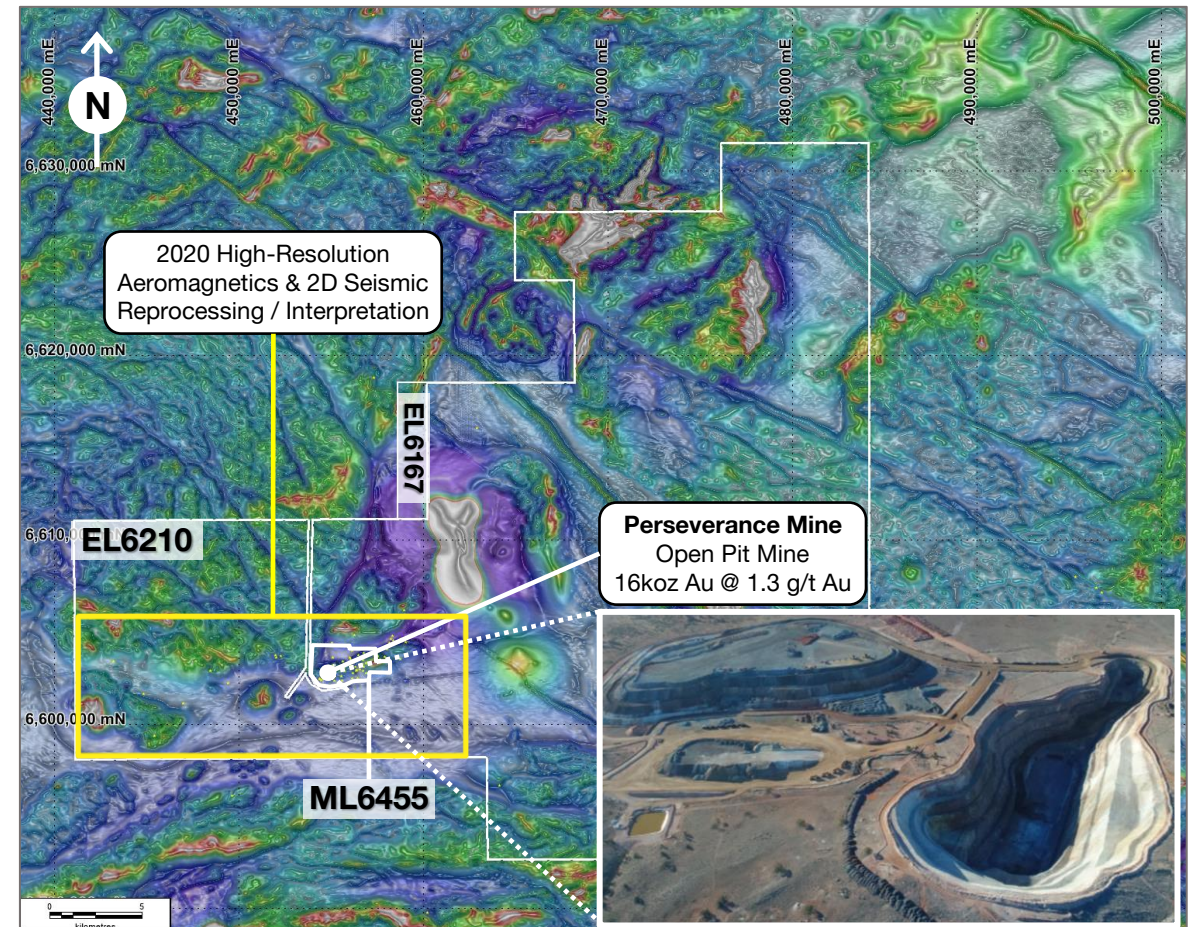 440,000 mE
450,000 mE
460,000 mE
470,000 mE
480,000 mE
490,000 mE
500,000 mE
N
6,630,000 mN
2020 High-Resolution
Aeromagnetics & 2D Seismic
Reprocessing / Interpretation
6,620,000 mN
EL6167
6,610,000 mN
EL6210
Perseverance Mine
Open Pit Mine
16koz Au @ 1.3 g/t Au
6,600,000 mN
ML6455
0 5
kilometres